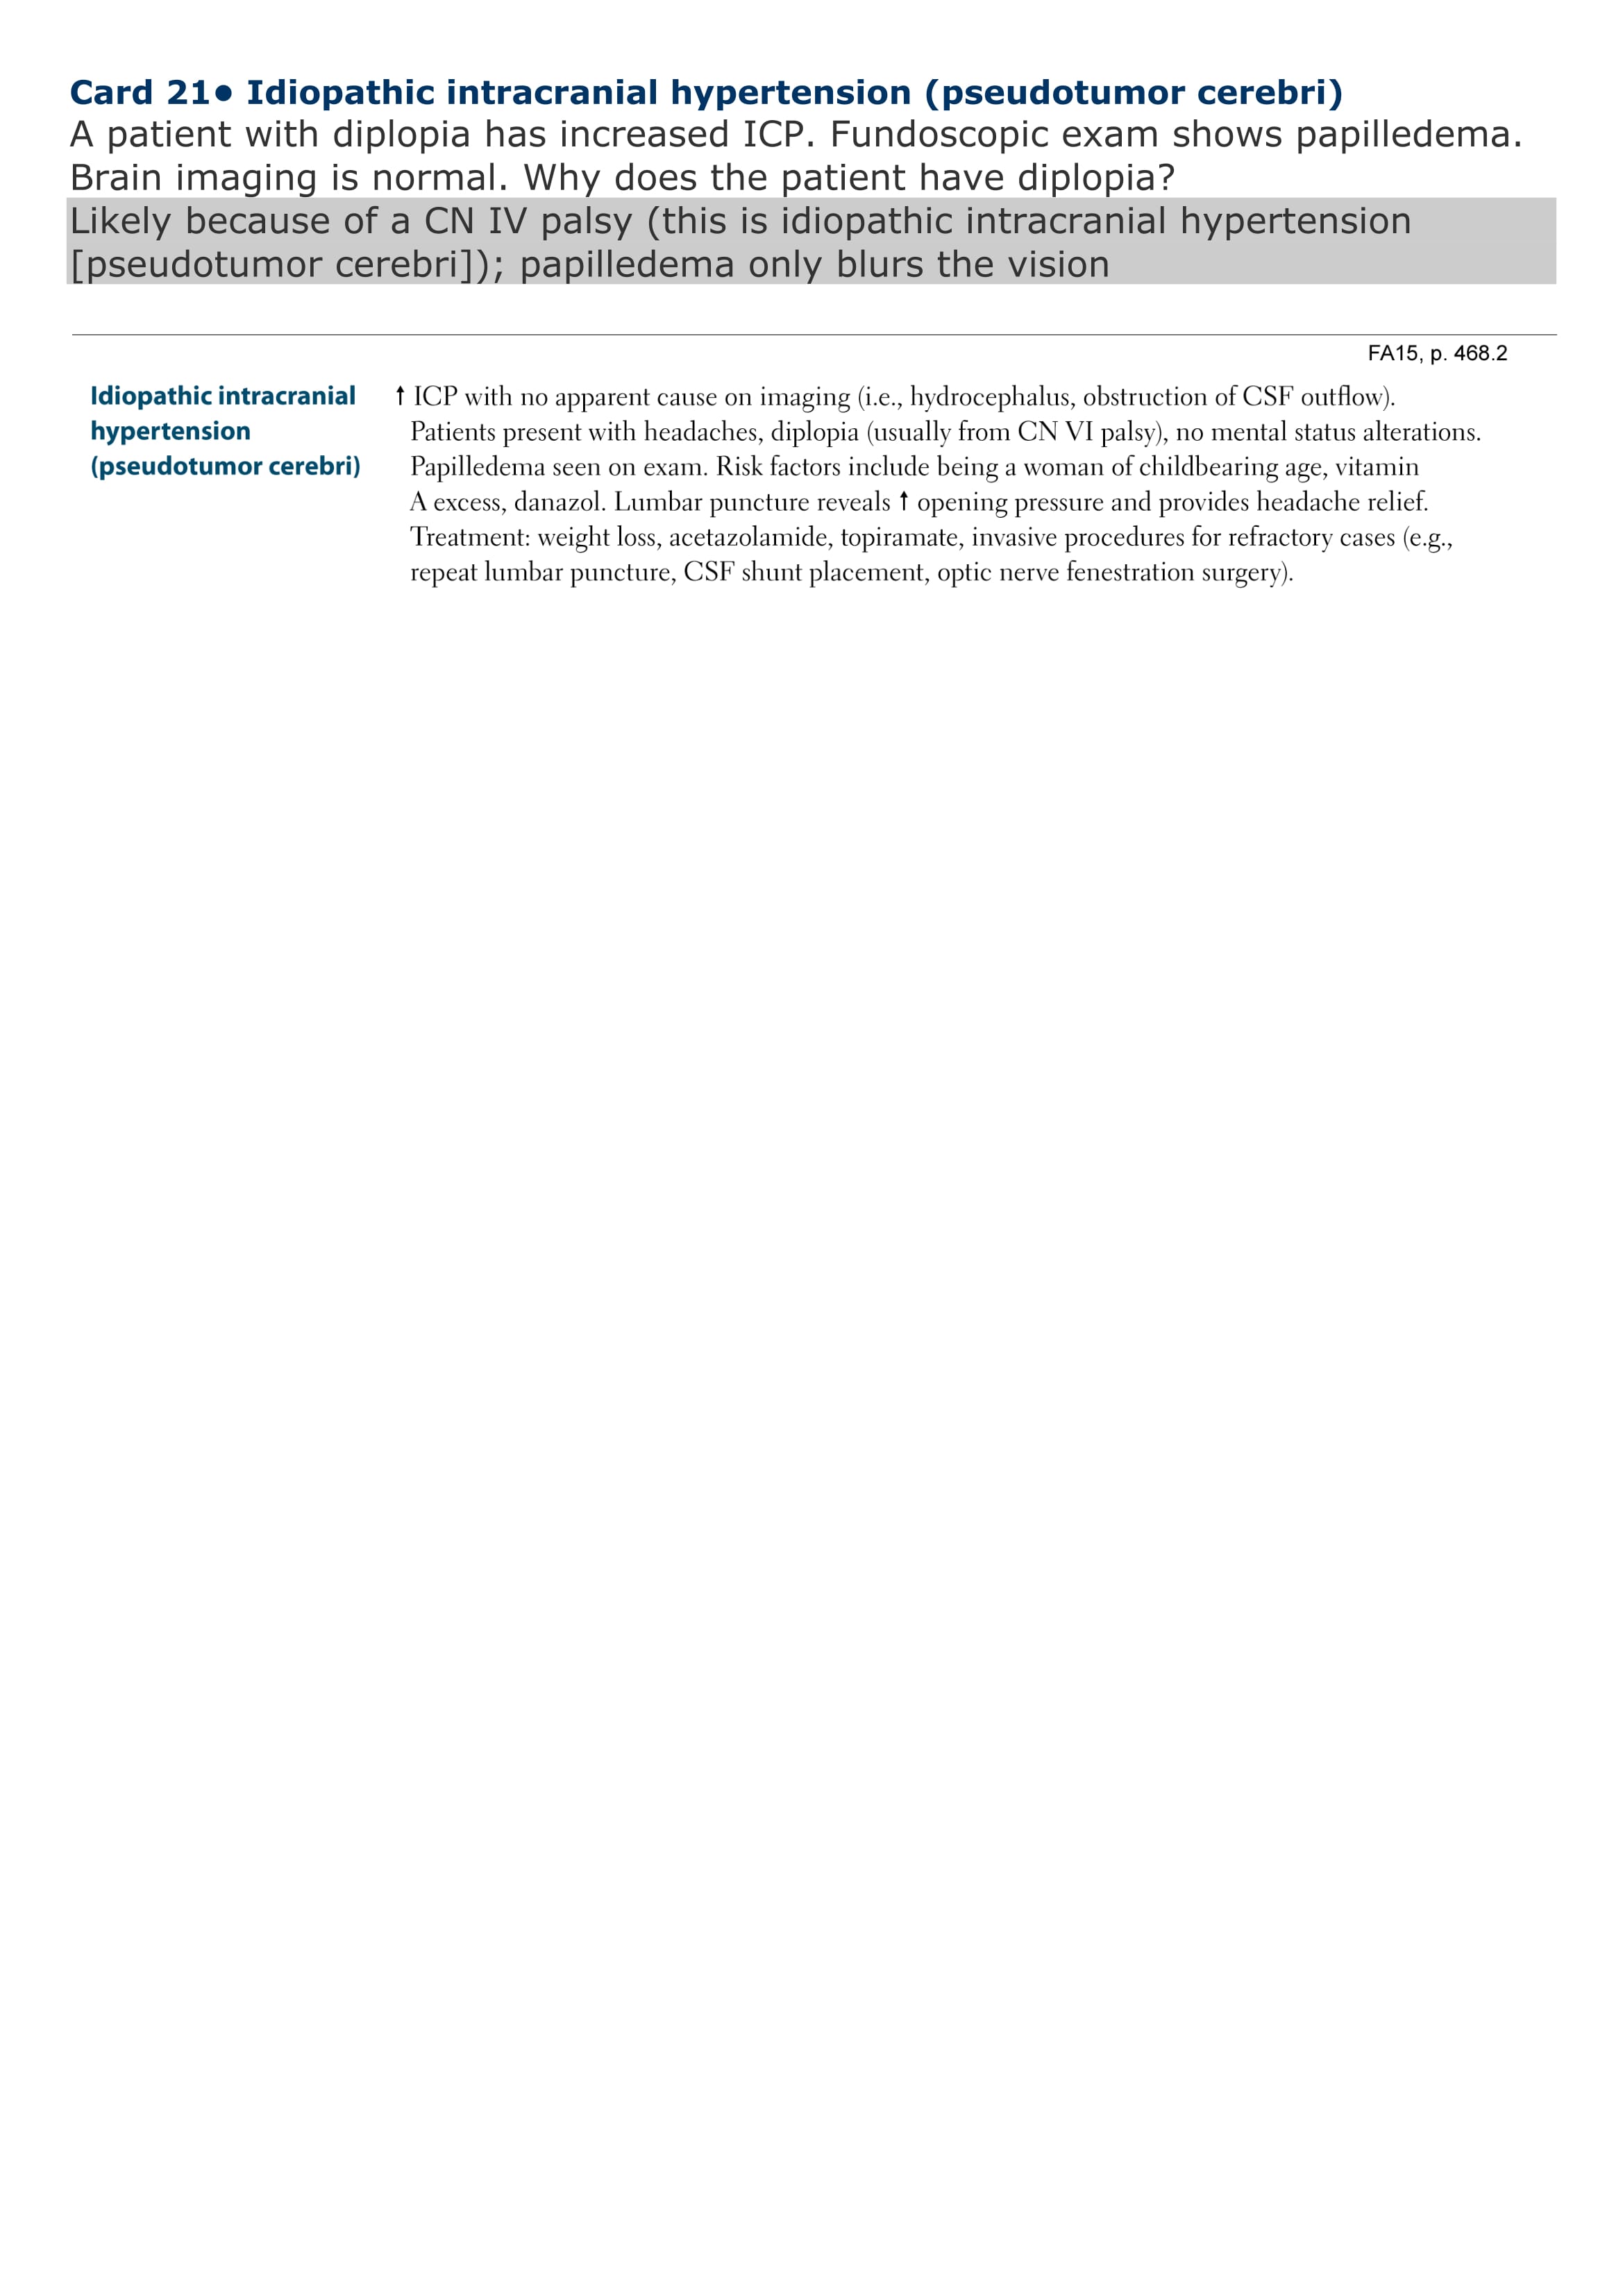 Card 21● Idiopathic intracranial hypertension (pseudotumor cerebri)
A patient with diplopia has increased ICP. Fundoscopic exam shows papilledema.
Brain imaging is normal. Why does the patient have diplopia?
Likely because of a CN IV palsy (this is idiopathic intracranial hypertension
[pseudotumor cerebri]); papilledema only blurs the vision
FA15, p. 468.2
Idiopathic intracranial
hypertension
(pseudotumor cerebri)
↑ ICP with no apparent cause on imaging (i.e., hydrocephalus, obstruction of CSF outflow).
Patients present with headaches, diplopia (usually from CN VI palsy), no mental status alterations.
Papilledema seen on exam. Risk factors include being a woman of childbearing age, vitamin
A excess, danazol. Lumbar puncture reveals ↑ opening pressure and provides headache relief.
Treatment: weight loss, acetazolamide, topiramate, invasive procedures for refractory cases (e.g.,
repeat lumbar puncture, CSF shunt placement, optic nerve fenestration surgery).